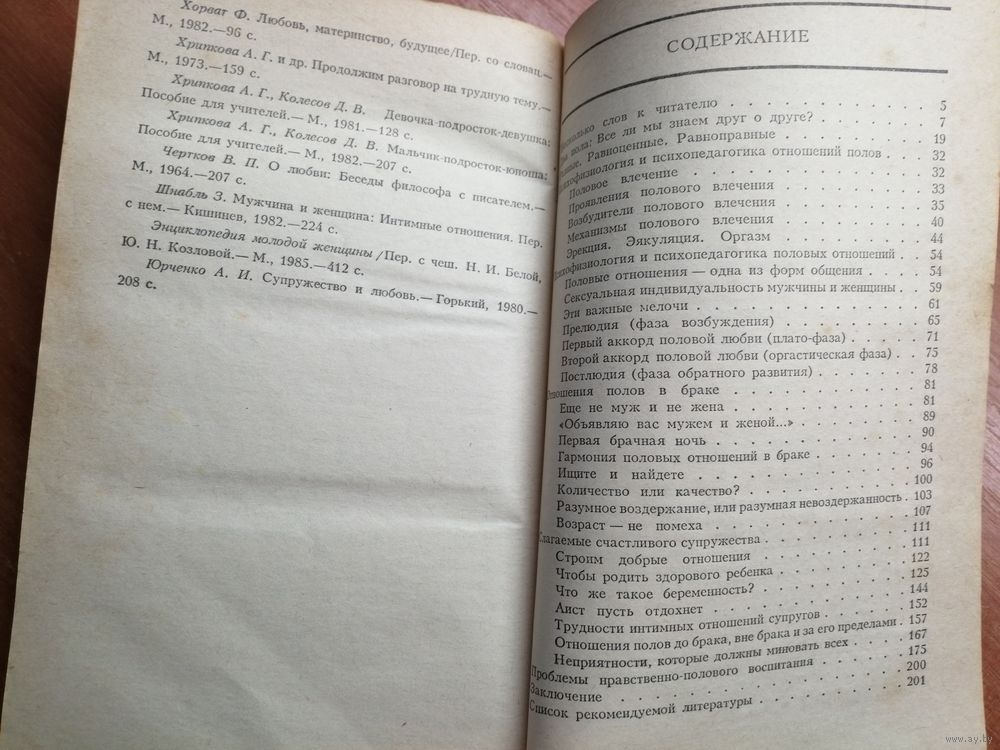 Хорват Ф. Любовь, материнство, будущее/Пер. со словац.—
М., 1982.—96 с.
Хрипкова А. Г. и др. Продолжим разговор на трудную тему.—
М., 1973.—159 с.
Хрипкова А. Г., Колесов Д. В. Девочка-подросток-девушка:
Пособие для учителей.— М., 1981.—128 с.
Хрипкова А. Г., Колесов Д. В. Мальчик-подросток-юноша:
Пособие для учителей.— М., 1982.—207 с.
Чертков В. П. О любви: Беседы философа с писателем.—
М., 1964.—207 с.
Шнабль З. Мужчина и женщина: Интимные отношения. Пер.
с нем.— Кишинев, 1982.—224 с.
Энциклопедия молодой женщины/Пер. с чеш. Н. И. Белой,
Ю. Н. Козловой.— М., 1985.—412 с.
Юрченко А. И. Супружество и любовь.— Горький, 1980.—
208 с.
СОДЕРЖАНИЕ
слов к читателю . . . 5
пола: Все ли мы знаем друг о друге? . . . 7
Равноценные. Равноправные . . . 19
и психопедагогика отношений полов . . . 32
Половое влечение . . . 32
Проявления полового влечения . . . 33
Возбудители полового влечения . . . 35
Механизмы полового влечения . . . 40
Эрекция. Эякуляция. Оргазм . . . 44
и психопедагогика половых отношений . . . 54
Половые отношения — одна из форм общения . . . 54
Сексуальная индивидуальность мужчины и женщины . . . 59
Эти важные мелочи . . . 61
Прелюдия (фаза возбуждения) . . . 65
Первый аккорд половой любви (плато-фаза) . . . 71
Второй аккорд половой любви (оргастическая фаза) . . . 75
Постлюдия (фаза обратного развития) . . . 78
Отношения полов в браке . . . 81
Еще не муж и не жена . . . 81
«Объявляю вас мужем и женой...» . . . 89
Первая брачная ночь . . . 90
Гармония половых отношений в браке . . . 94
Ищите и найдете . . . 96
Количество или качество? . . . 100
Разумное воздержание, или разумная невоздержанность . 103
Возраст — не помеха . . . 107
Слагаемые счастливого супружества . . . 111
Строим добрые отношения . . . 111
Чтобы родить здорового ребенка . . . 122
Что же такое беременность? . . . 125
Аист пусть отдохнет . . . 144
Трудности интимных отношений супругов . . . 152
Отношения полов до брака, вне брака и за его пределами . 157
Неприятности, которые должны миновать всех . . . 167
Проблемы нравственно-полового воспитания . . . 175
Заключение . . . 200
Список рекомендуемой литературы . . . 201
www.ay.by